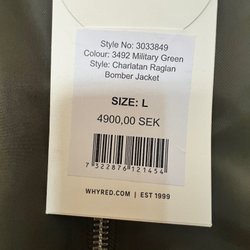 Style No: 3033849
Colour: 3492 Military Green
Style: Charlatan Raglan
Bomber Jacket
SIZE: L
4900,00 SEK
7322876121454
WHYRED.COM | EST 1999